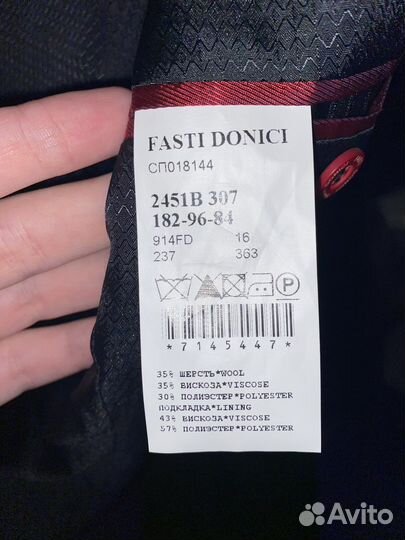 FASTI DONICI
СП018144
2451B 307
182-96-84
914FD 16
237 363
P
*7145447*
35% ШЕРСТЬ*WOOL
35% ВИСКОЗА*VISCOSE
30% ПОЛИЭСТЕР*POLYESTER
ПОДКЛАДКА*LINING
43% ВИСКОЗА*VISCOSE
57% ПОЛИЭСТЕР*POLYESTER
Avito